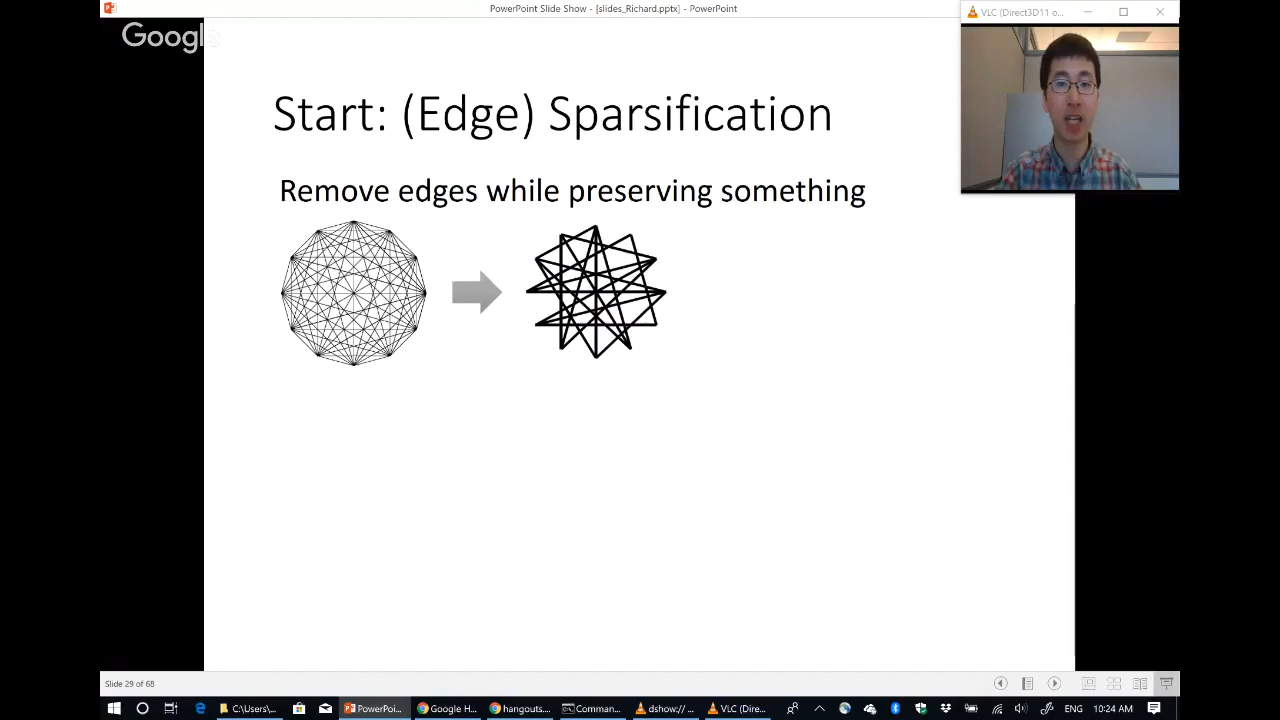 PowerPoint Slide Show - [slides_Richard.pptx] - PowerPoint
VLC (Direct3D11 o...
Google
Start: (Edge) Sparsification
Remove edges while preserving something
Slide 29 of 68
C:\Users\...
PowerPoi...
Google H...
hangouts...
Comman...
dshow:// ...
VLC (Dire...
ENG
10:24 AM